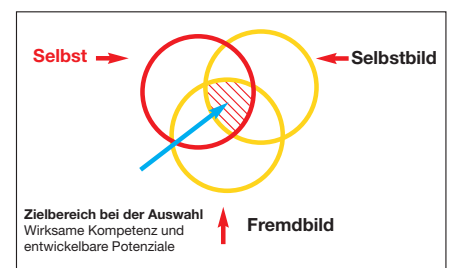 Selbst
Selbstbild
Zielbereich bei der Auswahl
Wirksame Kompetenz und
entwickelbare Potenziale
Fremdbild